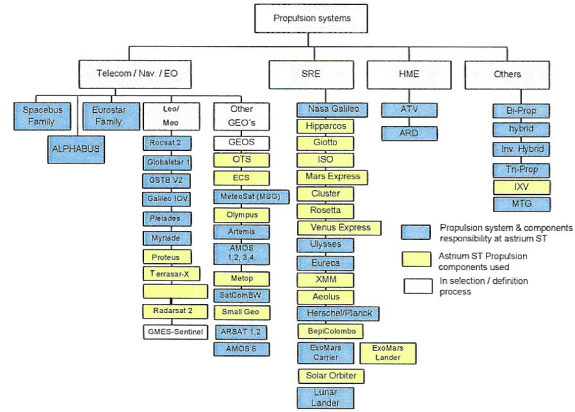 Propulsion systems
Telecom / Nav. / EO
SRE
HME
Others
Spacebus
Family
Eurostar
Family
ALPHABUS
Leo/
Meo
Rocsat 2
Globalstar 1
GSTB V2
Galileo IOV
Pleiades
Myriade
Proteus
Terrasar-X
Radarsat 2
GMES-Sentinel
Other
GEO's
GEOS
OTS
ECS
MeteoSat (MSG)
Olympus
Artemis
AMOS
1,2, 3,4
Metop
SatComBW
Small Geo
ARSAT 1,2
AMOS 6
Nasa Galileo
Hipparcos
Giotto
ISO
Mars Express
Cluster
Rosetta
Venus Express
Ulysses
Eureca
XMM
Aeolus
Herschel/Planck
BepiColombo
ExoMars
Carrier
ExoMars
Lander
Solar Orbiter
Lunar
Lander
ATV
ARD
Bi-Prop
hybrid
Inv. Hybrid
Tri-Prop
IXV
MTG
Propulsion system & components
responsibility at astrium ST
Astrium ST Propulsion
components used
In selection / definition
process